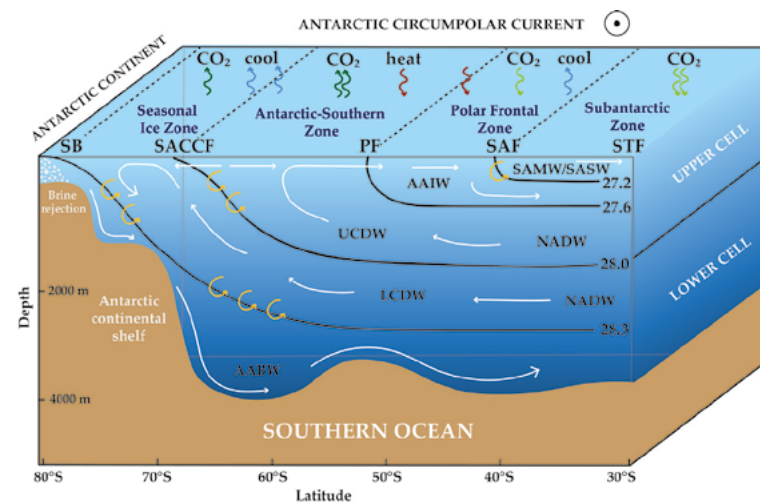 ANTARCTIC CIRCUMPOLAR CURRENT
ANTARCTIC CONTINENT
CO₂ cool CO₂ heat CO₂ cool CO₂
Seasonal
Ice Zone
Antarctic-Southern
Zone
Polar Frontal
Zone
Subantarctic
Zone
SB SACCF PF SAF STF
UPPER CELL
LOWER CELL
Brine
rejection
AAIW
SAMW/SASW
27.2
27.6
UCDW
NADW
28.0
LCDW
NADW
28.3
Antarctic
continental
shelf
AABW
Depth
2000 m
4000 m
SOUTHERN OCEAN
80°S 70°S 60°S 50°S 40°S 30°S
Latitude